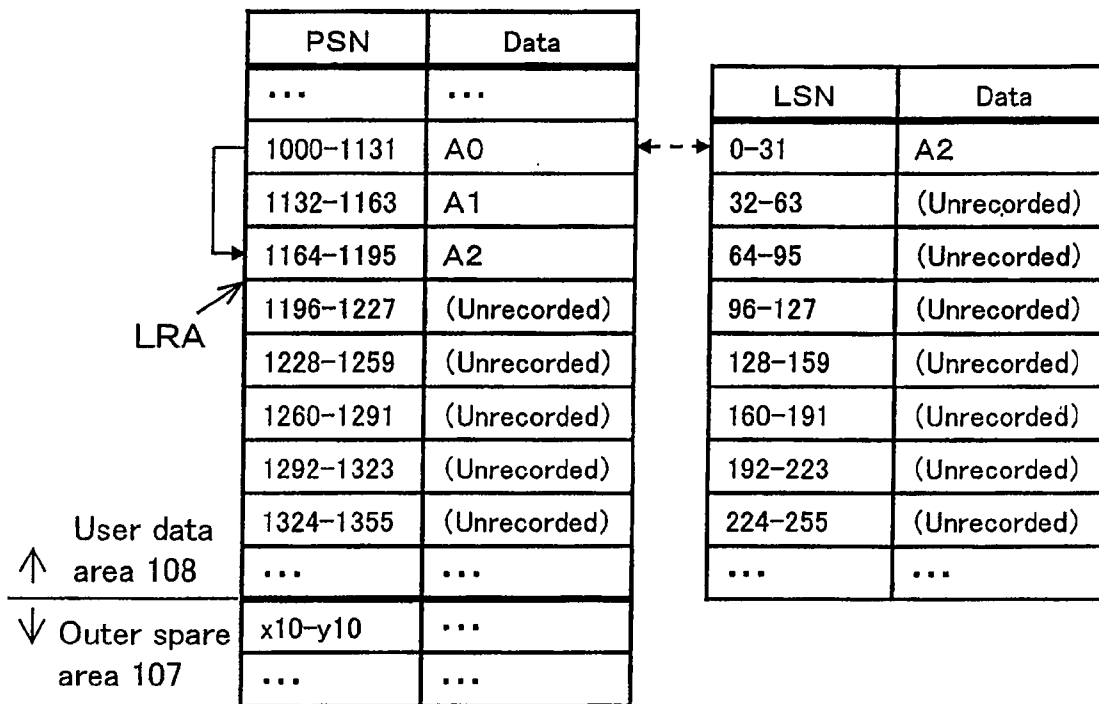 PSN Data
... ...
1000-1131 A0
1132-1163 A1
1164-1195 A2
1196-1227 (Unrecorded)
1228-1259 (Unrecorded)
1260-1291 (Unrecorded)
1292-1323 (Unrecorded)
1324-1355 (Unrecorded)
... ...
x10-y10 ...
... ...
LRA
User data
area 108
Outer spare
area 107
LSN Data
0-31 A2
32-63 (Unrecorded)
64-95 (Unrecorded)
96-127 (Unrecorded)
128-159 (Unrecorded)
160-191 (Unrecorded)
192-223 (Unrecorded)
224-255 (Unrecorded)
... ...